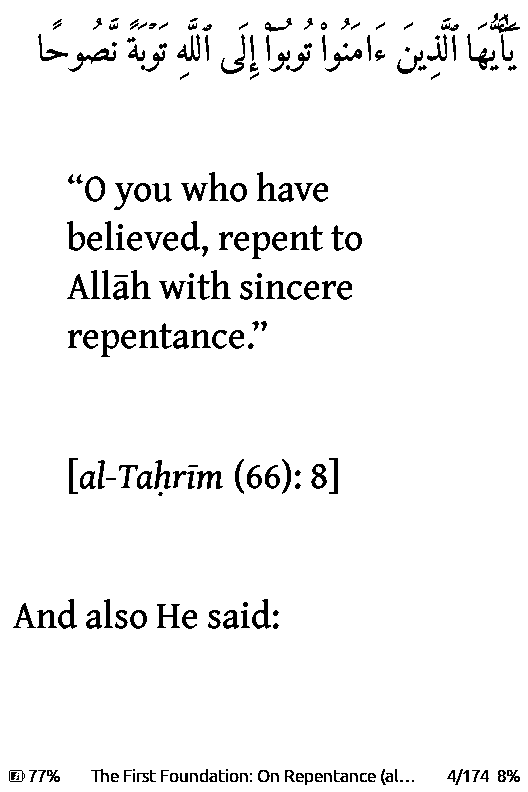 يَٰٓأَيُّهَا ٱلَّذِينَ ءَامَنُوا۟ تُوبُوٓا۟ إِلَى ٱللَّهِ تَوْبَةً نَّصُوحًا
“O you who have
believed, repent to
Allāh with sincere
repentance.”
[al-Taḥrīm (66): 8]
And also He said:
77% The First Foundation: On Repentance (al... 4/174 8%